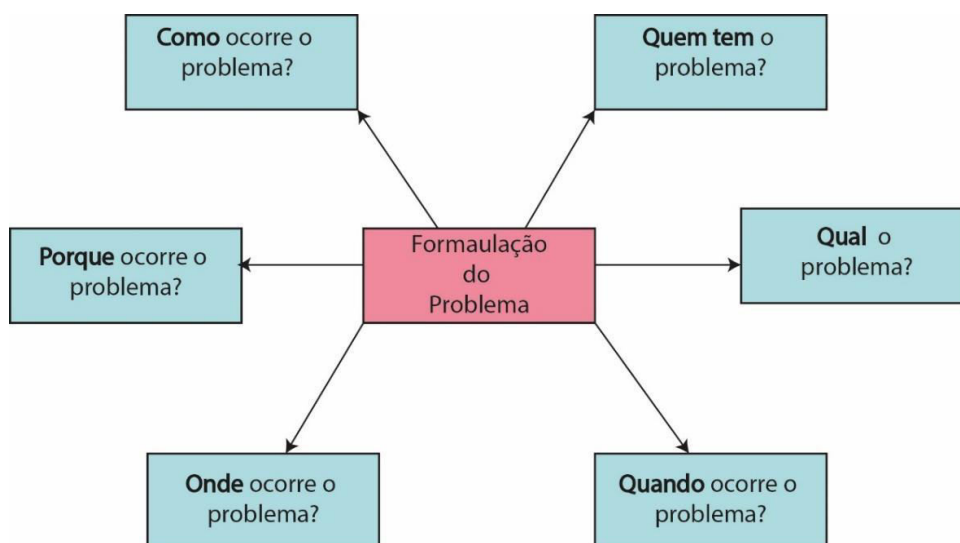 Como ocorre o
problema?
Quem tem o
problema?
Porque ocorre o
problema?
Formaulação
do
Problema
Qual o
problema?
Onde ocorre o
problema?
Quando ocorre o
problema?